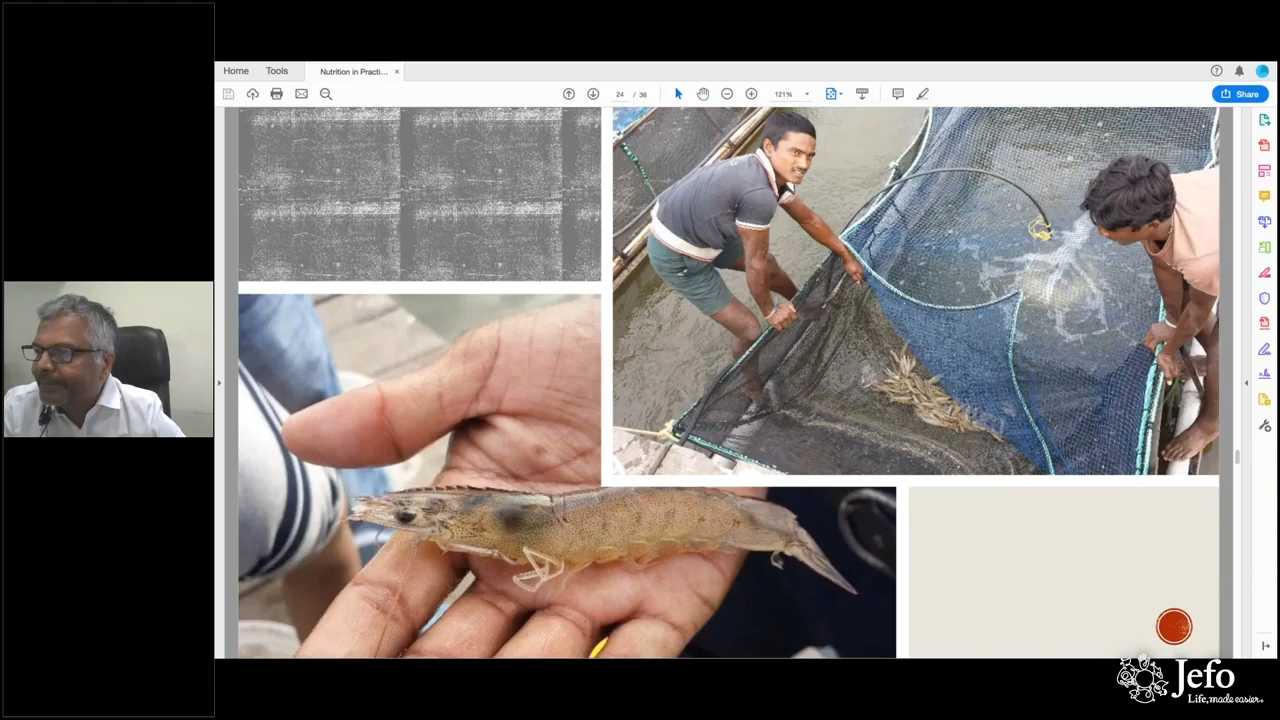 Home Tools Nutrition in Practi... ×
24 / 36 121% Share
Jefo
Life, made easier.